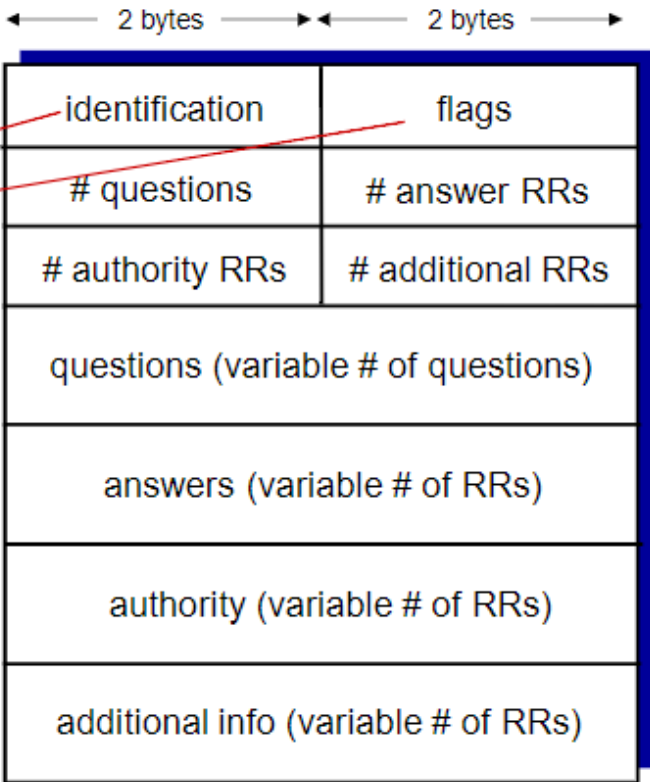 2 bytes 2 bytes
identification flags
# questions # answer RRs
# authority RRs # additional RRs
questions (variable # of questions)
answers (variable # of RRs)
authority (variable # of RRs)
additional info (variable # of RRs)